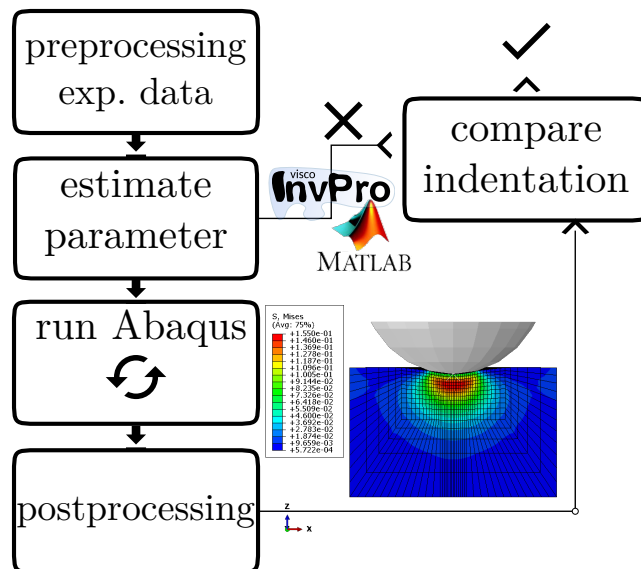 preprocessing
exp. data
estimate
parameter
run Abaqus
postprocessing
compare
indentation
visco
InvPro
MATLAB
S, Mises
(Avg: 75%)
+1.550e-01
+1.460e-01
+1.369e-01
+1.278e-01
+1.187e-01
+1.096e-01
+1.005e-01
+9.144e-02
+8.235e-02
+7.326e-02
+6.418e-02
+5.509e-02
+4.600e-02
+3.692e-02
+2.783e-02
+1.874e-02
+9.659e-03
+5.722e-04
z
x